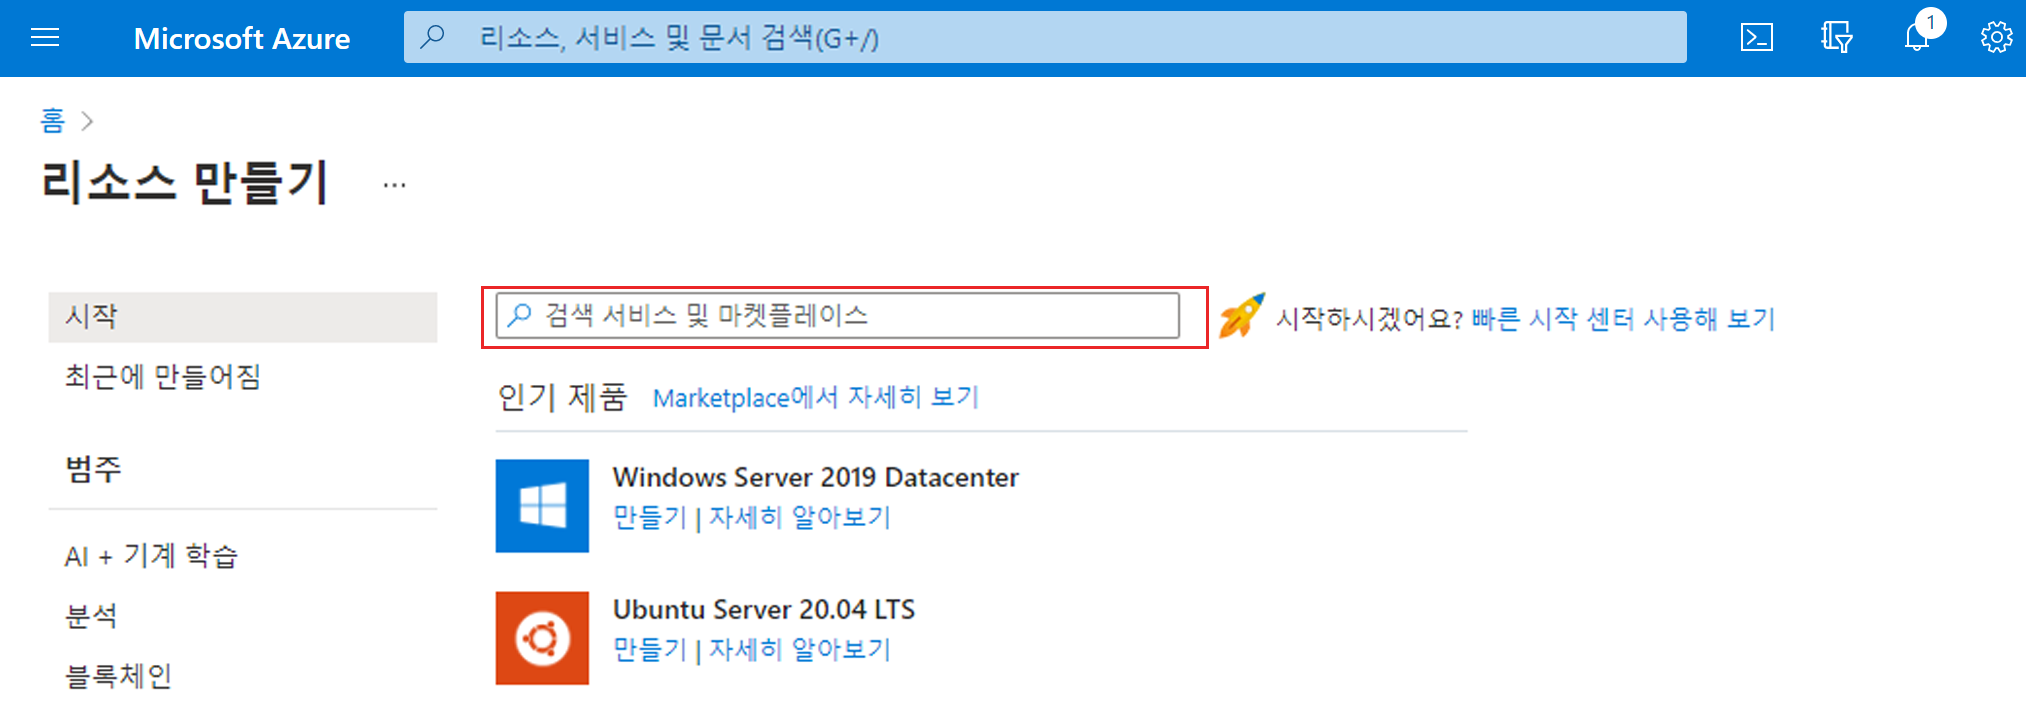 Microsoft Azure
리소스, 서비스 및 문서 검색(G+/)
1
홈 >
리소스 만들기 ...
시작
최근에 만들어짐
범주
AI + 기계 학습
분석
블록체인
검색 서비스 및 마켓플레이스
시작하시겠어요? 빠른 시작 센터 사용해 보기
인기 제품 Marketplace에서 자세히 보기
Windows Server 2019 Datacenter
만들기 | 자세히 알아보기
Ubuntu Server 20.04 LTS
만들기 | 자세히 알아보기